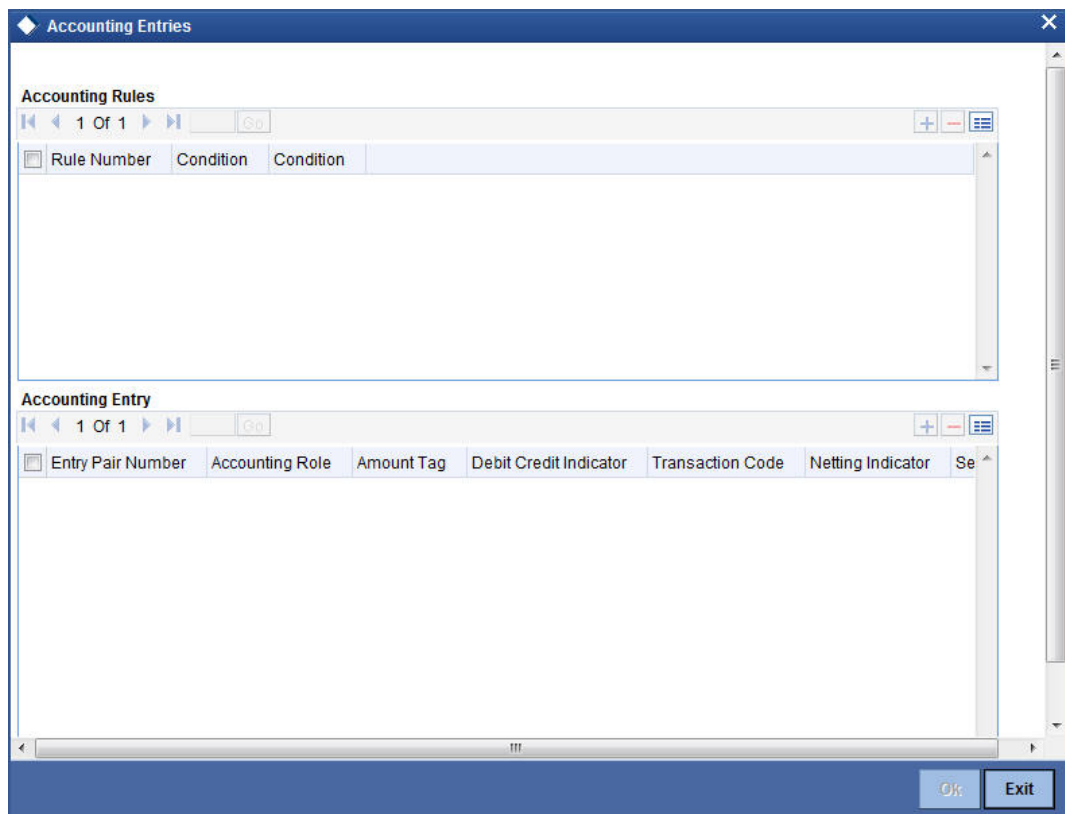 Accounting Entries
Accounting Rules
1 Of 1 Go
Rule Number Condition Condition
Accounting Entry
1 Of 1 Go
Entry Pair Number Accounting Role Amount Tag Debit Credit Indicator Transaction Code Netting Indicator Se
Ok Exit